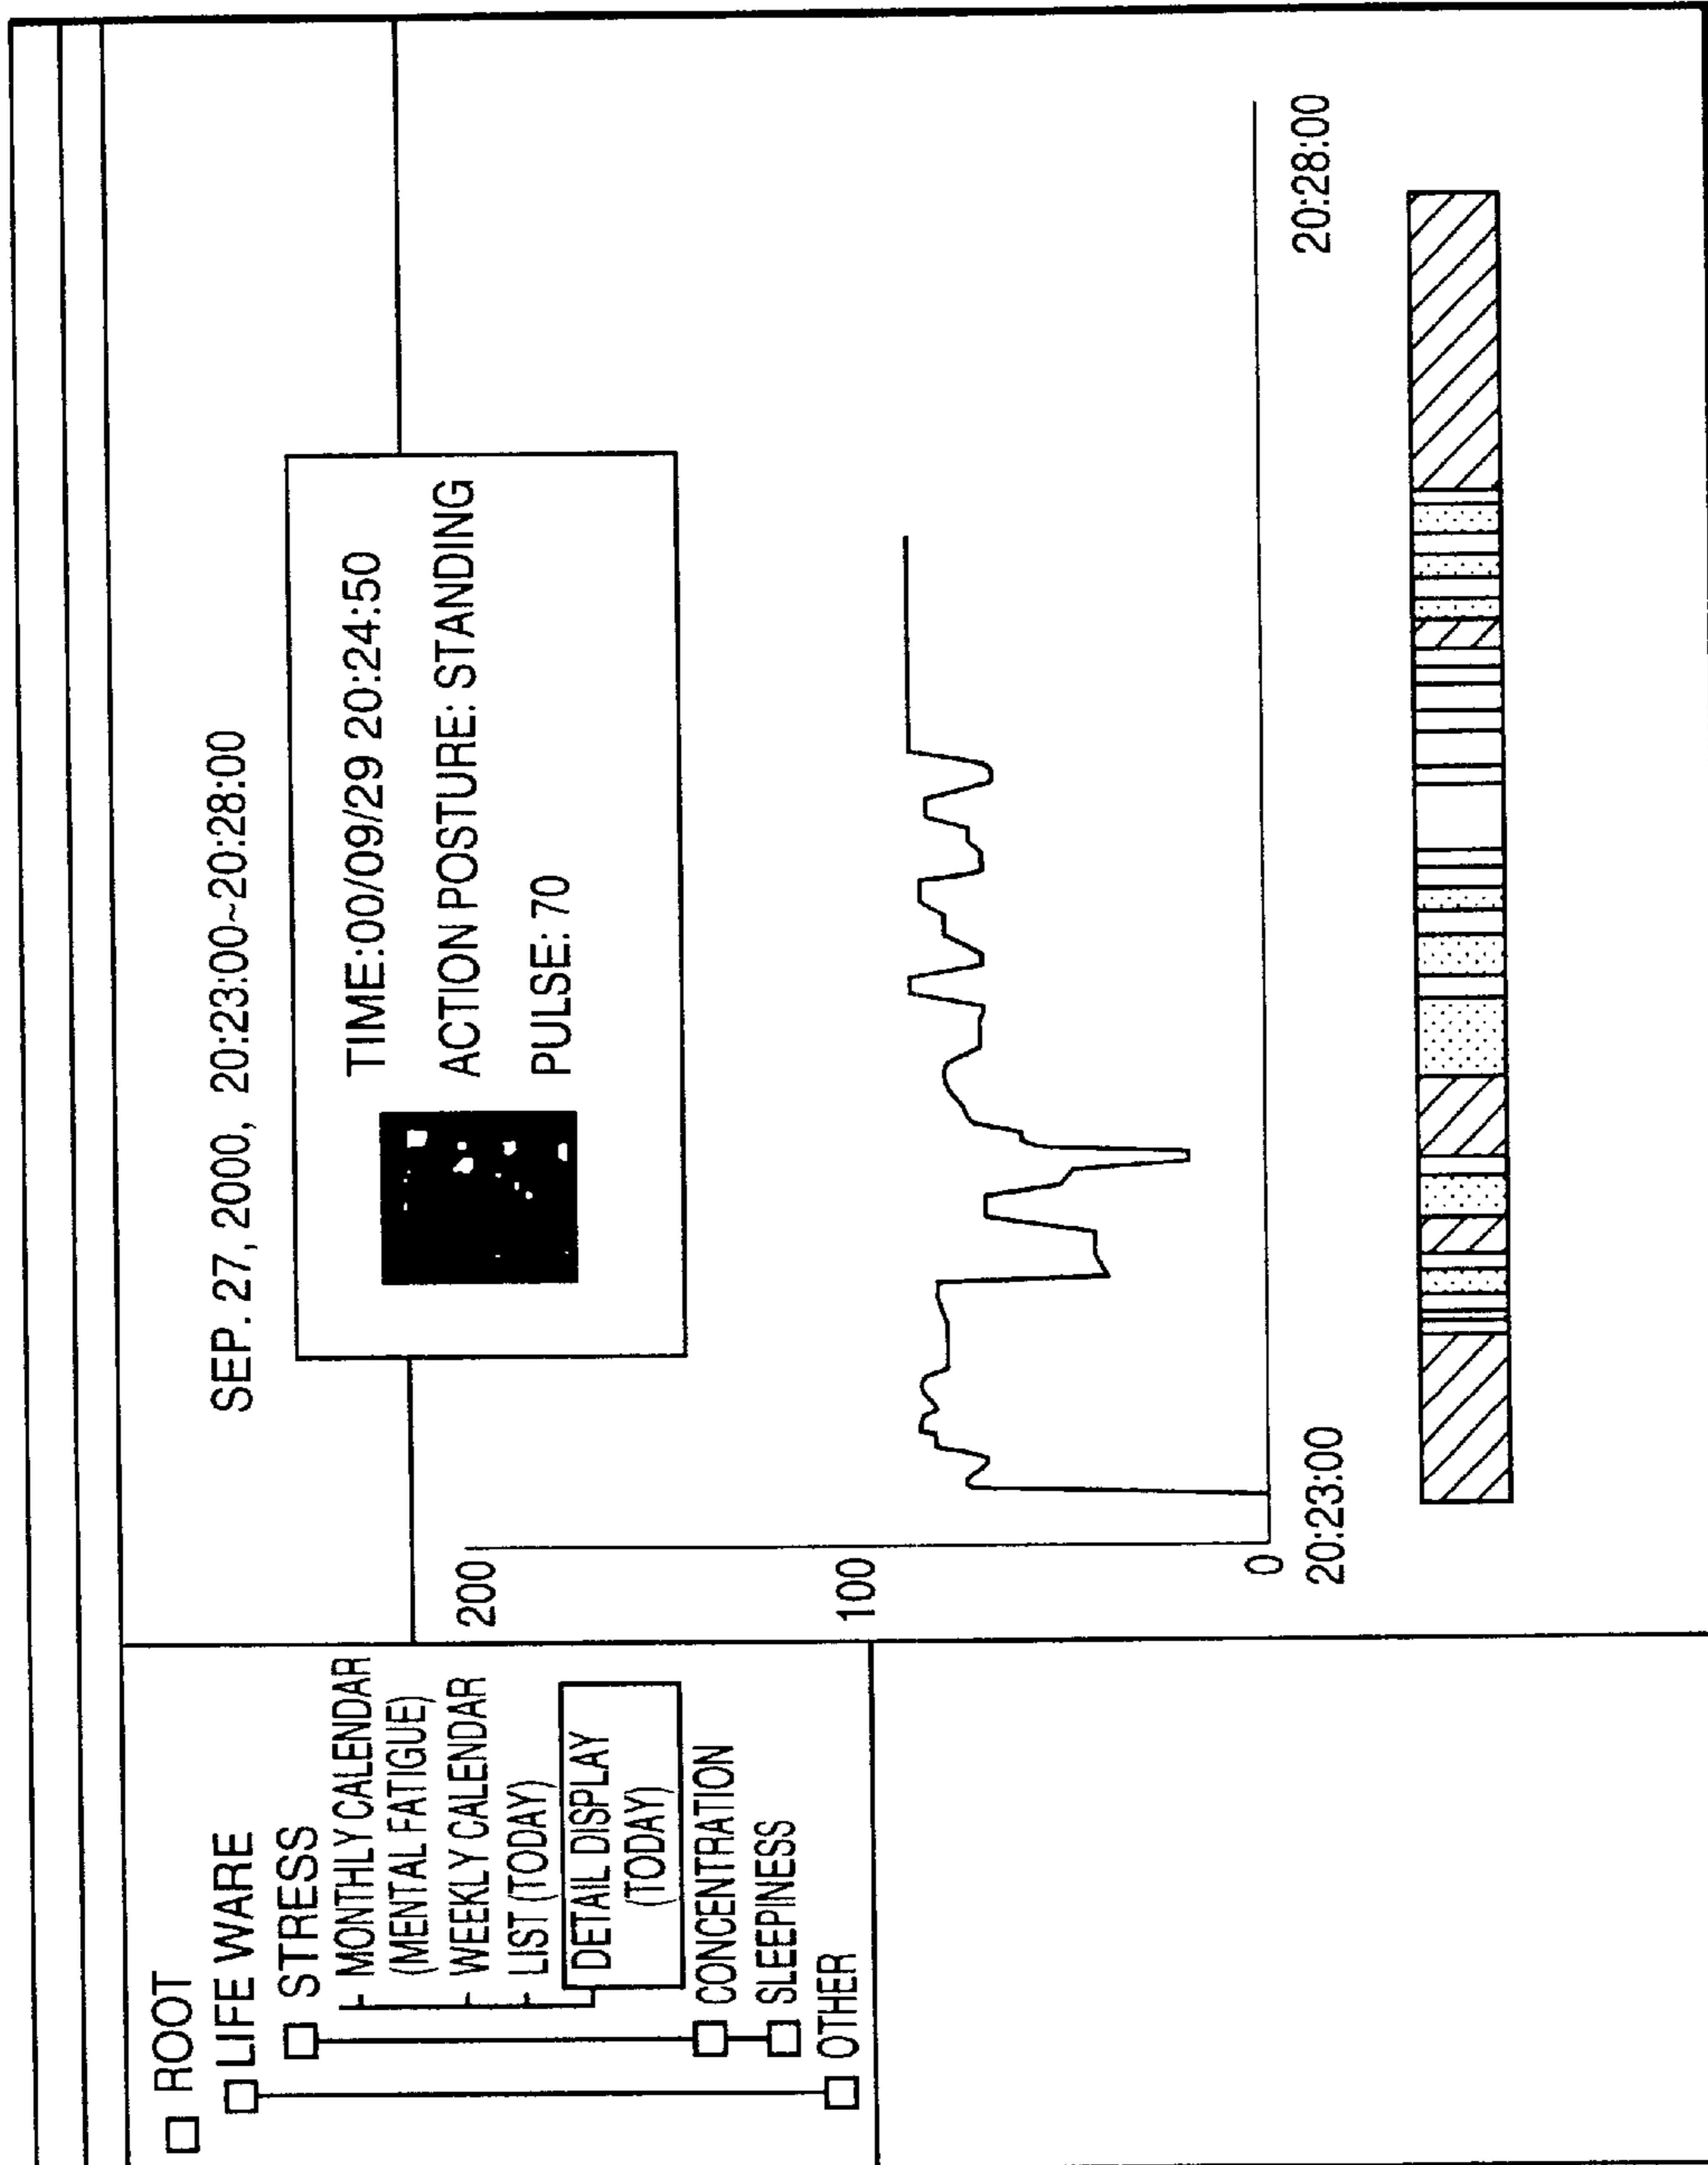 ROOT
LIFE WARE
STRESS
MONTHLY CALENDAR
(MENTAL FATIGUE)
WEEKLY CALENDAR
LIST (TODAY)
DETAIL DISPLAY
(TODAY)
CONCENTRATION
SLEEPINESS
OTHER
SEP. 27, 2000, 20:23:00~20:28:00
TIME:00/09/29 20:24:50
ACTION POSTURE: STANDING
PULSE: 70
200
100
0
20:23:00
20:28:00